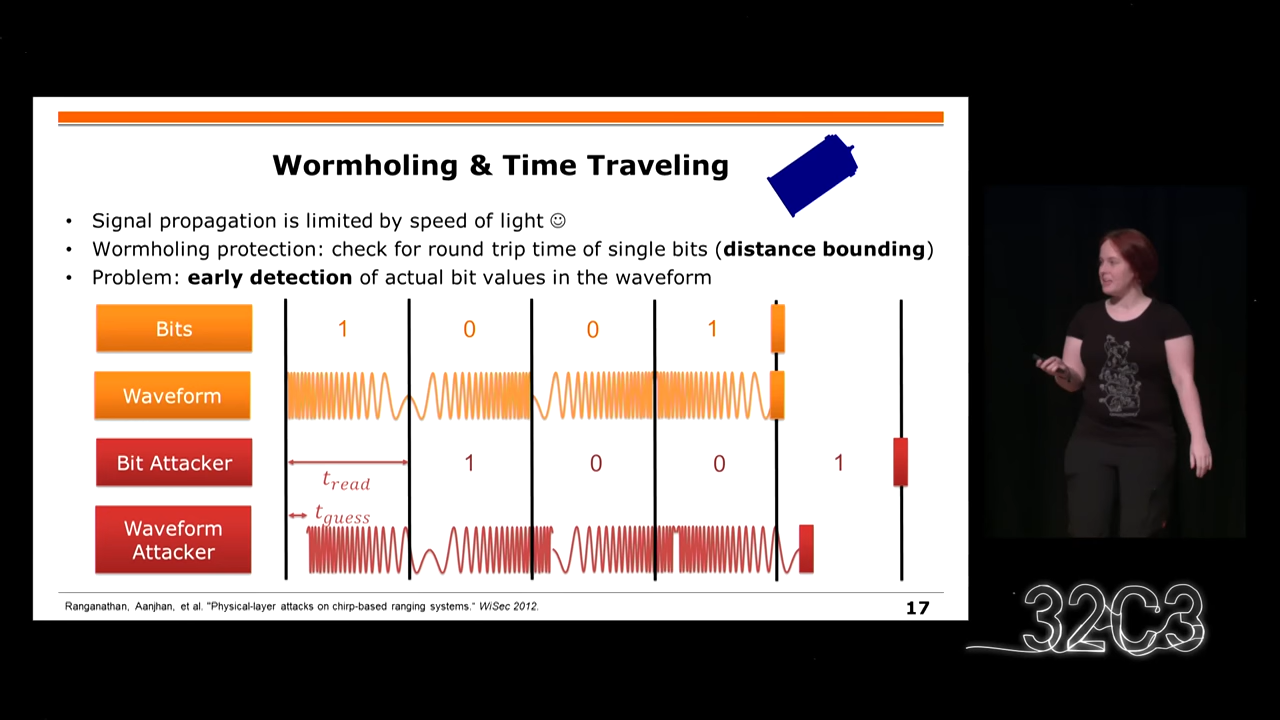 Wormholing & Time Traveling
• Signal propagation is limited by speed of light ☺
• Wormholing protection: check for round trip time of single bits (distance bounding)
• Problem: early detection of actual bit values in the waveform
Bits 1 0 0 1
Waveform
Bit Attacker 1 0 0 1
t_read
t_guess
Waveform
Attacker
Ranganathan, Aanjhan, et al. "Physical-layer attacks on chirp-based ranging systems." WiSec 2012.
17
32C3